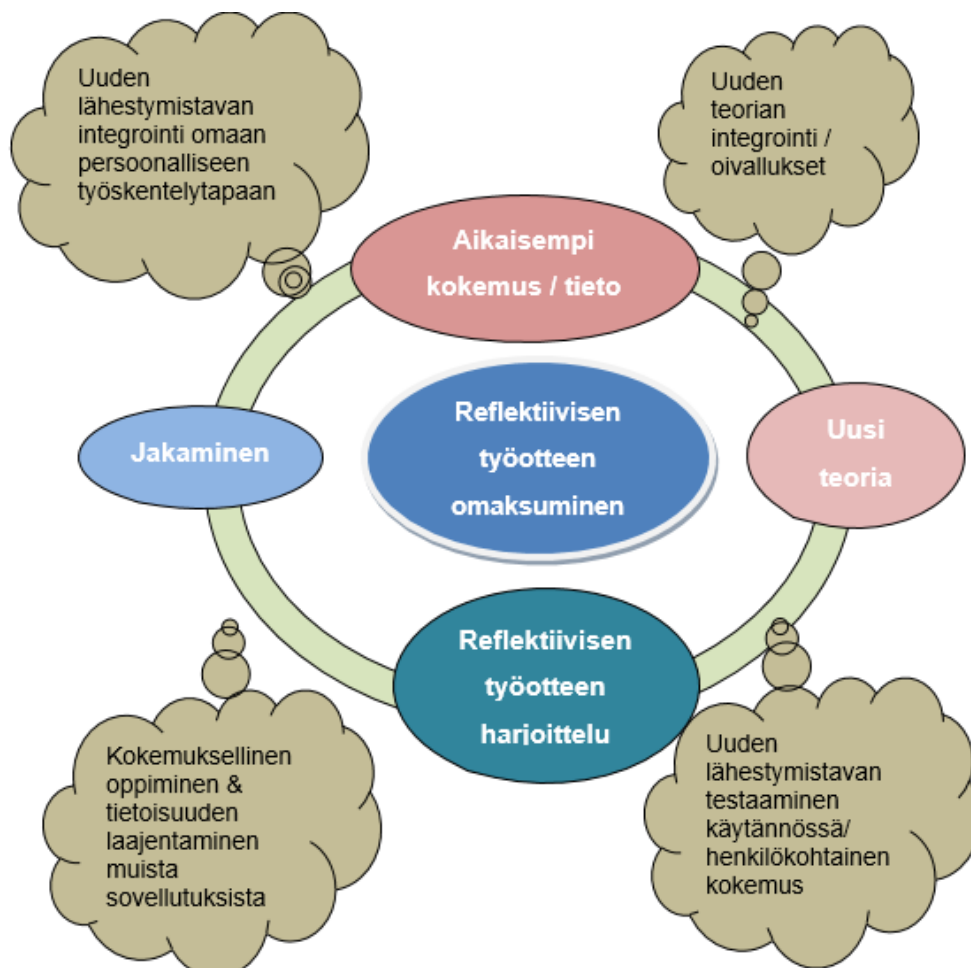 Uuden
lähestymistavan
integrointi omaan
persoonalliseen
työskentelytapaan
Uuden
teorian
integrointi /
oivallukset
Aikaisempi
kokemus / tieto
Jakaminen
Reflektiivisen
työotteen
omaksuminen
Uusi
teoria
Reflektiivisen
työotteen
harjoittelu
Kokemuksellinen
oppiminen &
tietoisuuden
laajentaminen
muista
sovellutuksista
Uuden
lähestymistavan
testaaminen
käytännössä/
henkilökohtainen
kokemus